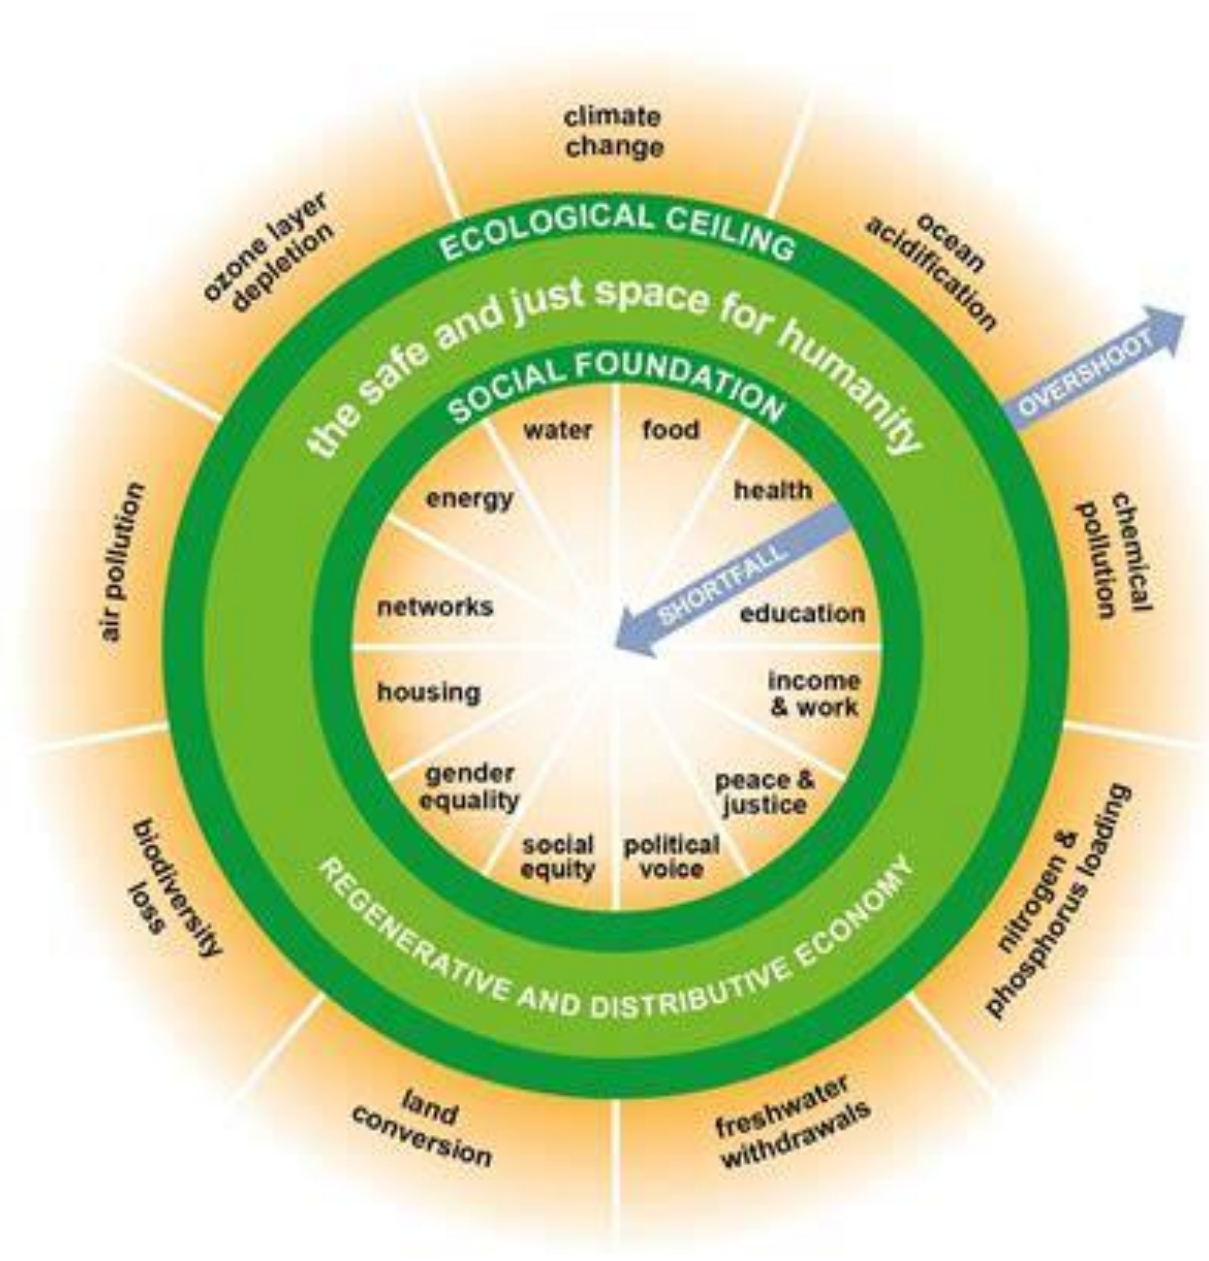 climate
change
ocean
acidification
OVERSHOOT
chemical
pollution
nitrogen &
phosphorus loading
freshwater
withdrawals
land
conversion
biodiversity
loss
air pollution
ozone layer
depletion
ECOLOGICAL CEILING
the safe and just space for humanity
SOCIAL FOUNDATION
water
food
health
SHORTFALL
education
income
& work
peace &
justice
political
voice
social
equity
gender
equality
housing
networks
energy
REGENERATIVE AND DISTRIBUTIVE ECONOMY